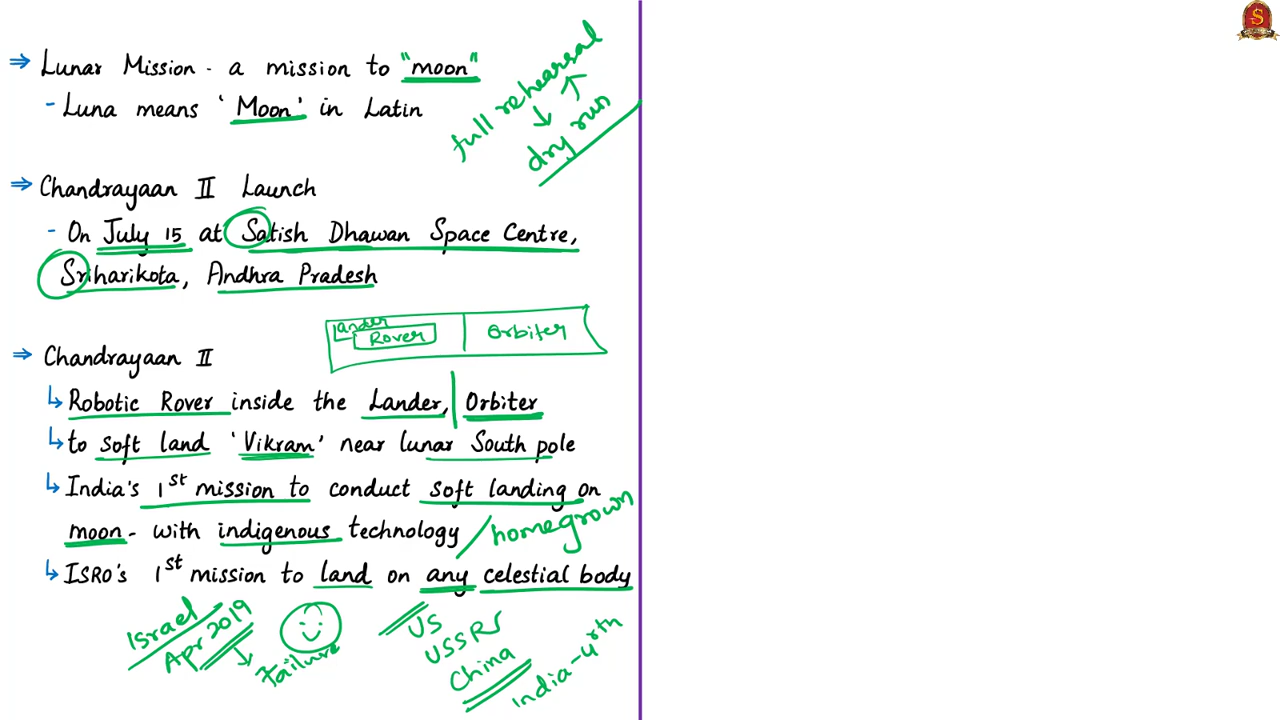 ⇒ Lunar Mission - a mission to "moon"
- Luna means 'Moon' in Latin
full rehearsal
dry run
⇒ Chandrayaan II Launch
- On July 15 at Satish Dhawan Space Centre,
Sriharikota, Andhra Pradesh
Lander
Rover
Orbiter
⇒ Chandrayaan II
↳ Robotic Rover inside the Lander, Orbiter
↳ to soft land 'Vikram' near lunar South pole
↳ India's 1st mission to conduct soft landing on
moon - with indigenous technology / homegrown
↳ ISRO's 1st mission to land on any celestial body
Israel
Apr 2019
Failure
US
USSR
China
India - 4rth
S